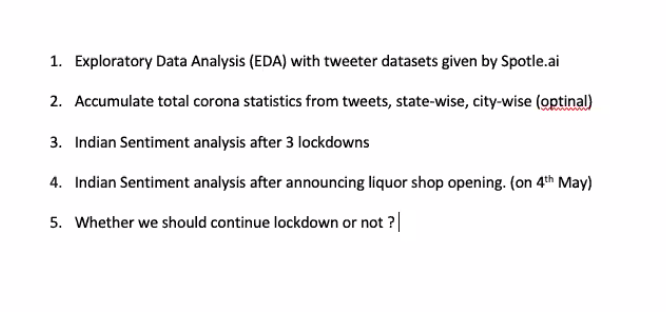 1. Exploratory Data Analysis (EDA) with tweeter datasets given by Spotle.ai
2. Accumulate total corona statistics from tweets, state-wise, city-wise (optinal)
3. Indian Sentiment analysis after 3 lockdowns
4. Indian Sentiment analysis after announcing liquor shop opening. (on 4th May)
5. Whether we should continue lockdown or not ?